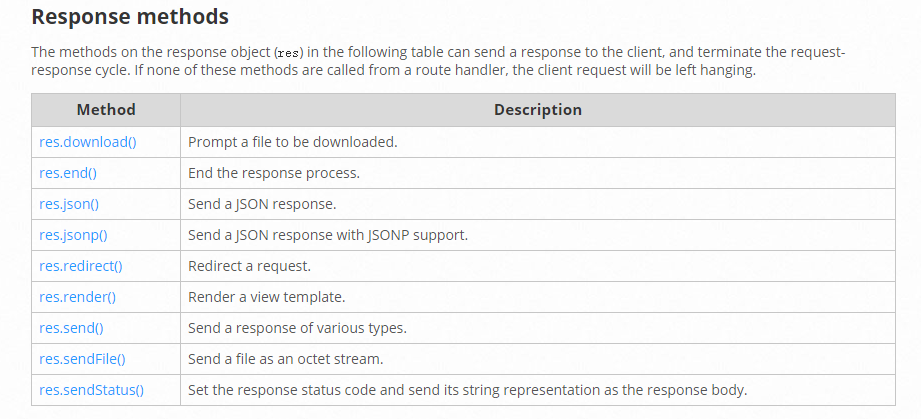 Response methods
The methods on the response object (res) in the following table can send a response to the client, and terminate the request-
response cycle. If none of these methods are called from a route handler, the client request will be left hanging.
Method Description
res.download() Prompt a file to be downloaded.
res.end() End the response process.
res.json() Send a JSON response.
res.jsonp() Send a JSON response with JSONP support.
res.redirect() Redirect a request.
res.render() Render a view template.
res.send() Send a response of various types.
res.sendFile() Send a file as an octet stream.
res.sendStatus() Set the response status code and send its string representation as the response body.